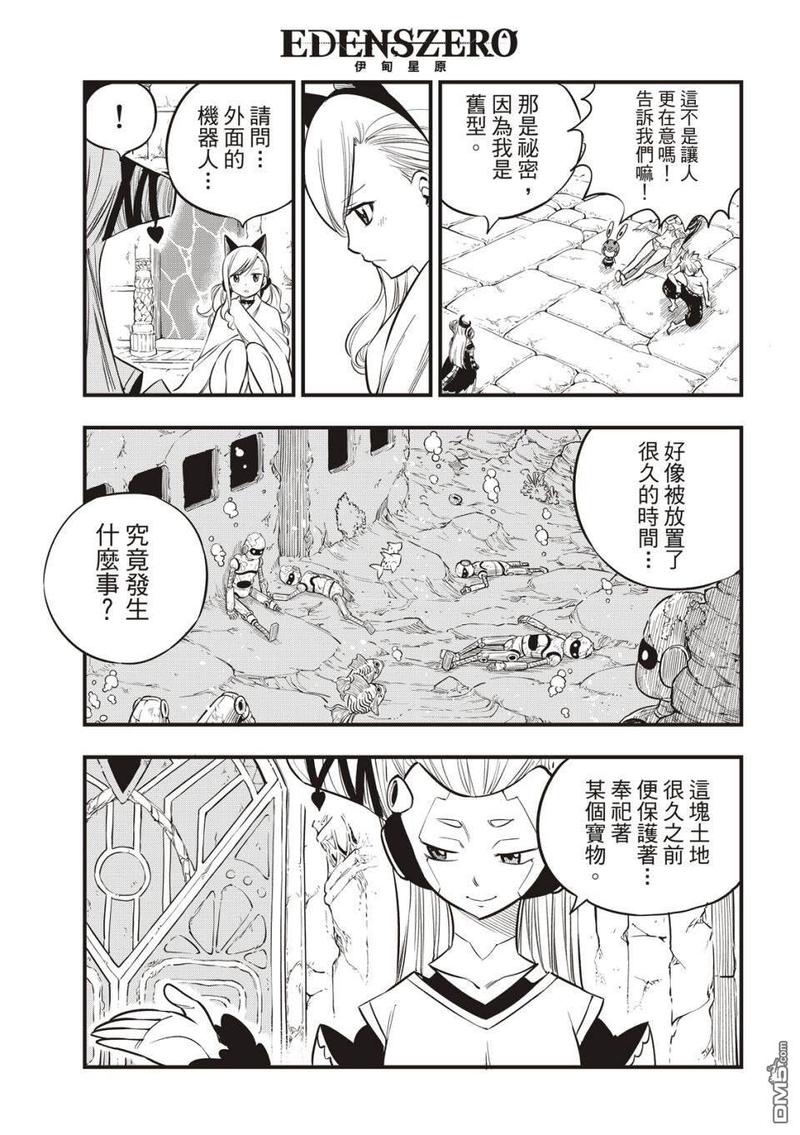 EDENSZERO
伊甸星原
這不是讓人
更在意嗎！
告訴我們嘛！
那是祕密，
因為我是
舊型。
請問…
外面的
機器人…
！
好像被放置了
很久的時間…
究竟發生
什麼事？
這塊土地
很久之前
便保護著…
奉祀著
某個寶物。
DM5.com